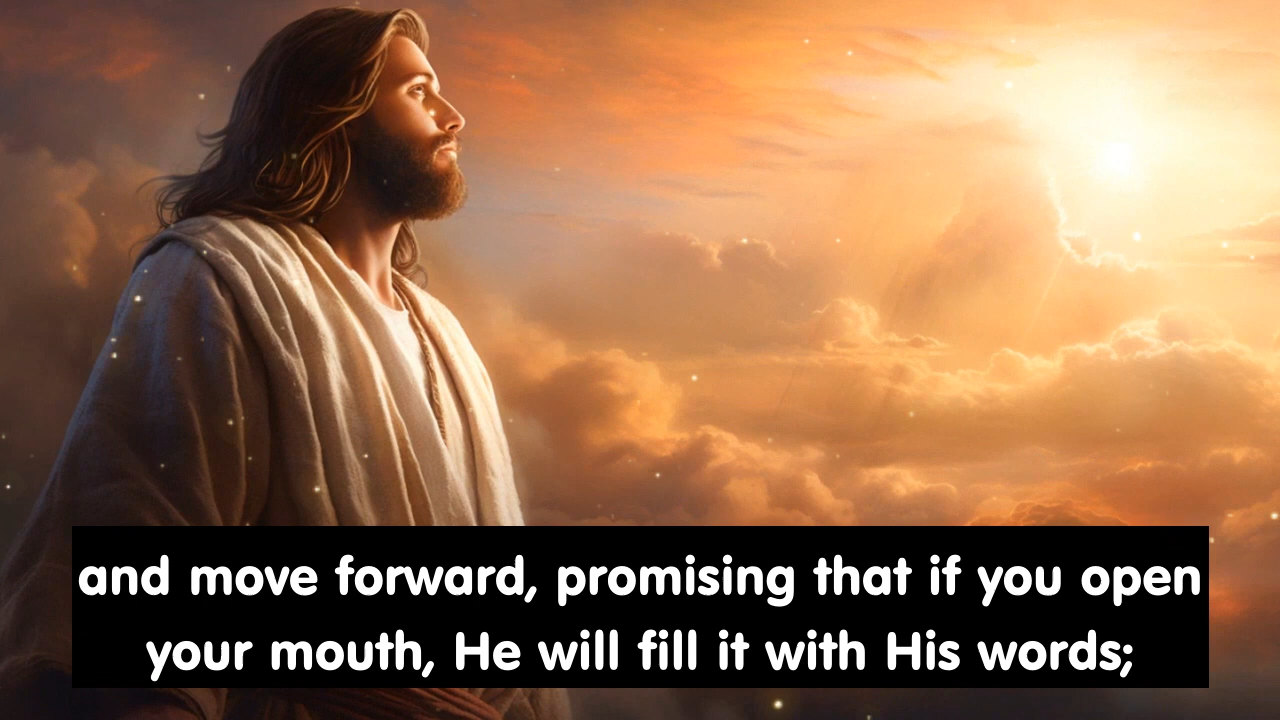 and move forward, promising that if you open
your mouth, He will fill it with His words;